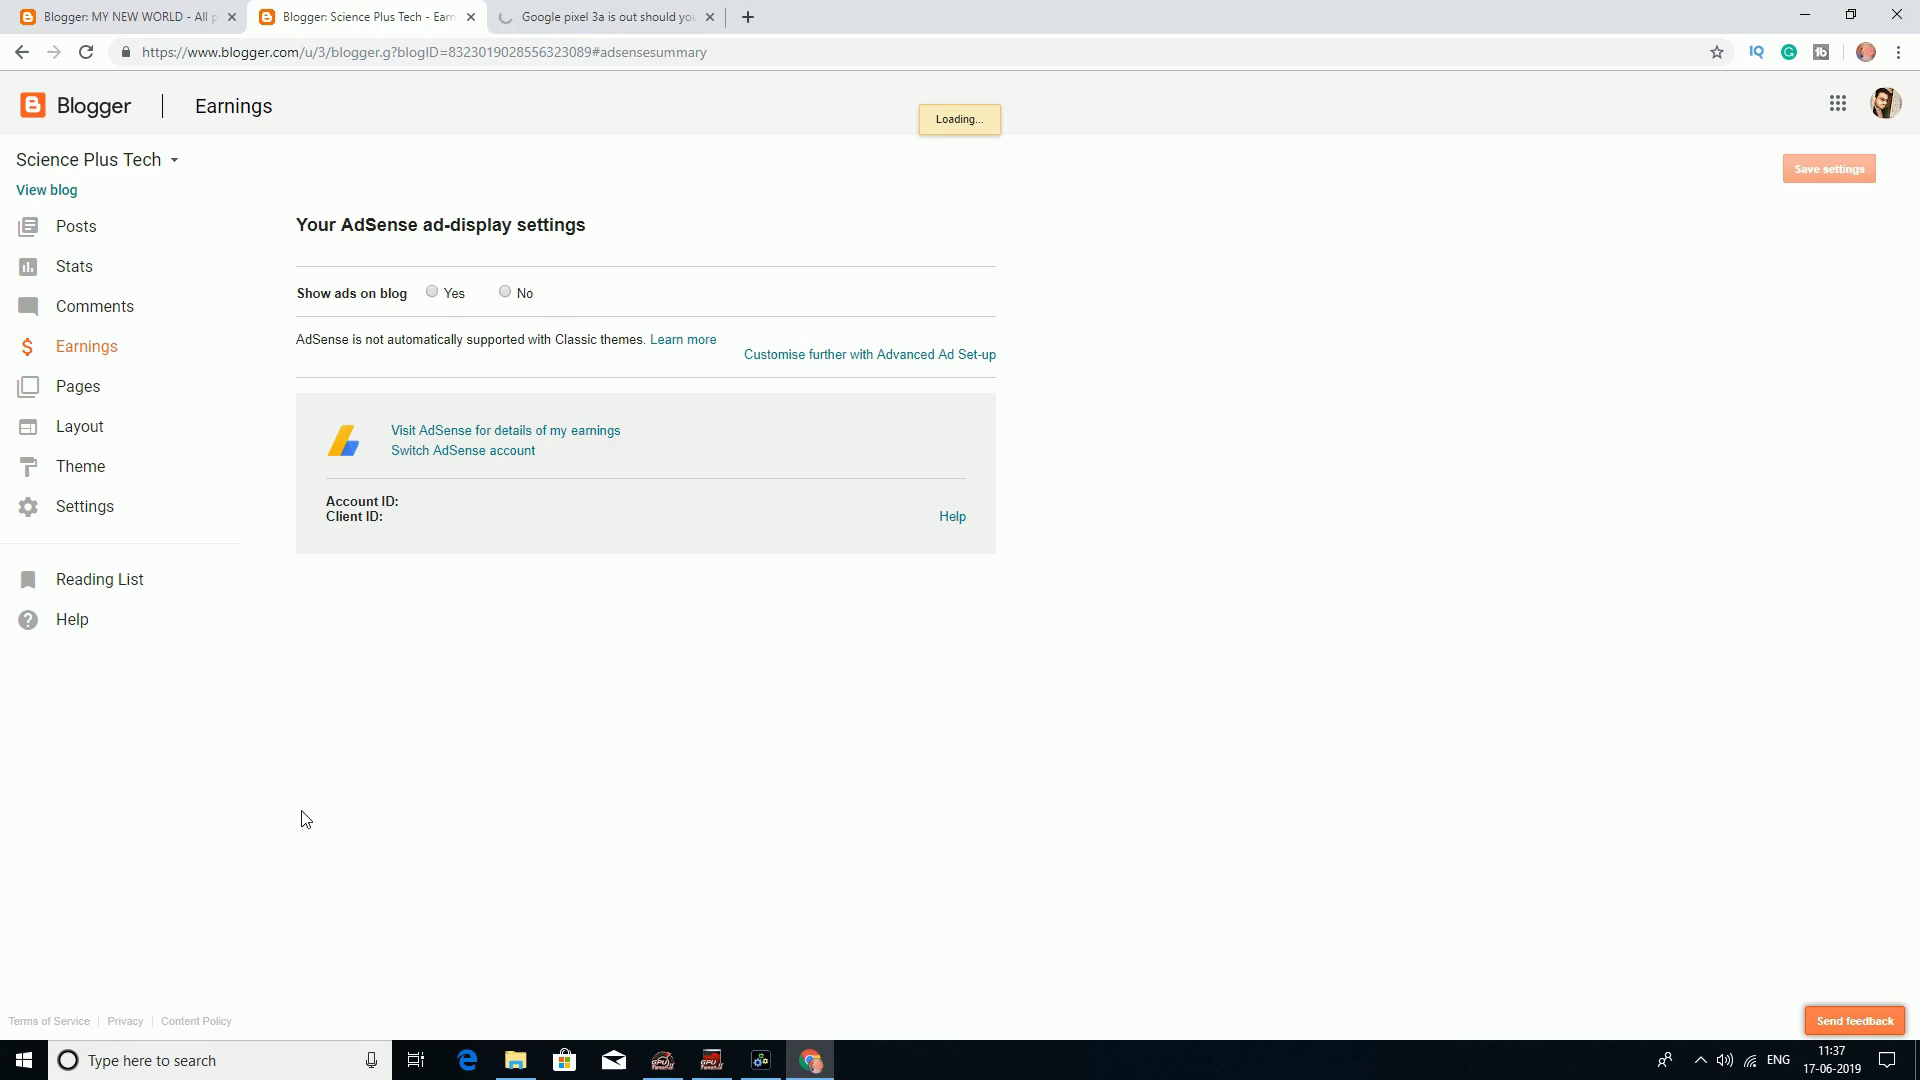 Blogger: MY NEW WORLD - All p
Blogger: Science Plus Tech - Earn
Google pixel 3a is out should you
https://www.blogger.com/u/3/blogger.g?blogID=8323019028556323089#adsensesummary
IQ
Blogger
Earnings
Loading...
Science Plus Tech
Save settings
View blog
Posts
Stats
Comments
Earnings
Pages
Layout
Theme
Settings
Reading List
Help
Your AdSense ad-display settings
Show ads on blog Yes No
AdSense is not automatically supported with Classic themes. Learn more
Customise further with Advanced Ad Set-up
Visit AdSense for details of my earnings
Switch AdSense account
Account ID:
Client ID:
Help
Terms of Service Privacy Content Policy
Send feedback
Type here to search
ENG
11:37
17-06-2019